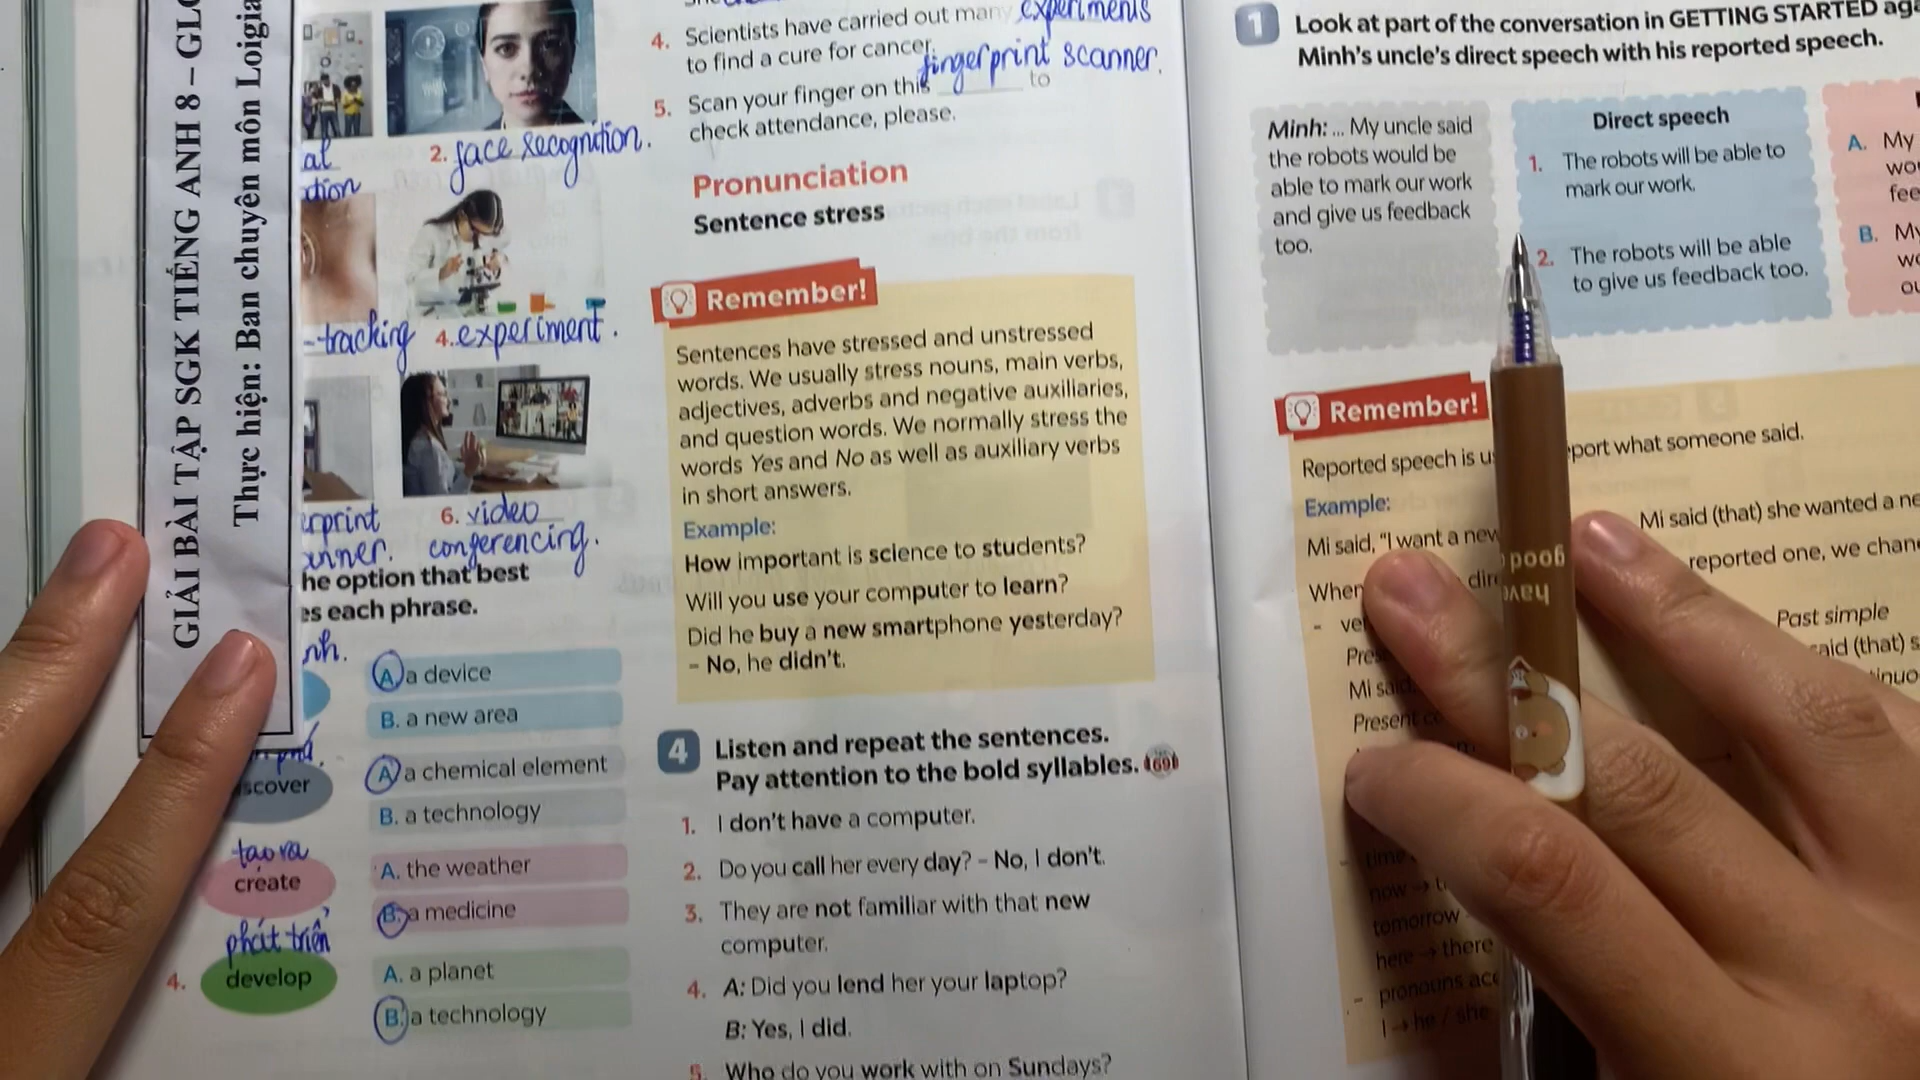 GIẢI BÀI TẬP SGK TIẾNG ANH 8 – GLO
Thực hiện: Ban chuyên môn Loigia
2. face recognition.
-tracking
4. experiment.
6. video
conferencing.
he option that best
es each phrase.
A. a device
B. a new area
scover
A. a chemical element
B. a technology
tạo ra
create
A. the weather
B. a medicine
phát triển
4. develop
A. a planet
B. a technology
4. Scientists have carried out many experiments
to find a cure for cancer.
fingerprint scanner.
5. Scan your finger on this ____ to
check attendance, please.
Pronunciation
Sentence stress
Remember!
Sentences have stressed and unstressed
words. We usually stress nouns, main verbs,
adjectives, adverbs and negative auxiliaries,
and question words. We normally stress the
words Yes and No as well as auxiliary verbs
in short answers.
Example:
How important is science to students?
Will you use your computer to learn?
Did he buy a new smartphone yesterday?
– No, he didn't.
4 Listen and repeat the sentences.
Pay attention to the bold syllables.
1. I don't have a computer.
2. Do you call her every day? – No, I don't.
3. They are not familiar with that new
computer.
4. A: Did you lend her your laptop?
B: Yes, I did.
5. Who do you work with on Sundays?
1 Look at part of the conversation in GETTING STARTED aga
Minh's uncle's direct speech with his reported speech.
Minh: ... My uncle said
the robots would be
able to mark our work
and give us feedback
too.
Direct speech
1. The robots will be able to
mark our work.
2. The robots will be able
to give us feedback too.
A. My
wo
fee
B. My
wo
ou
Remember!
Reported speech is u port what someone said.
Example:
Mi said, "I want a new Mi said (that) she wanted a ne
When dire reported one, we chan
- ve
Pres Past simple
Mi said said (that) s
Present co tinuo
time
now →
tomorrow
here → there
- pronouns acc
I → he / she
have
good